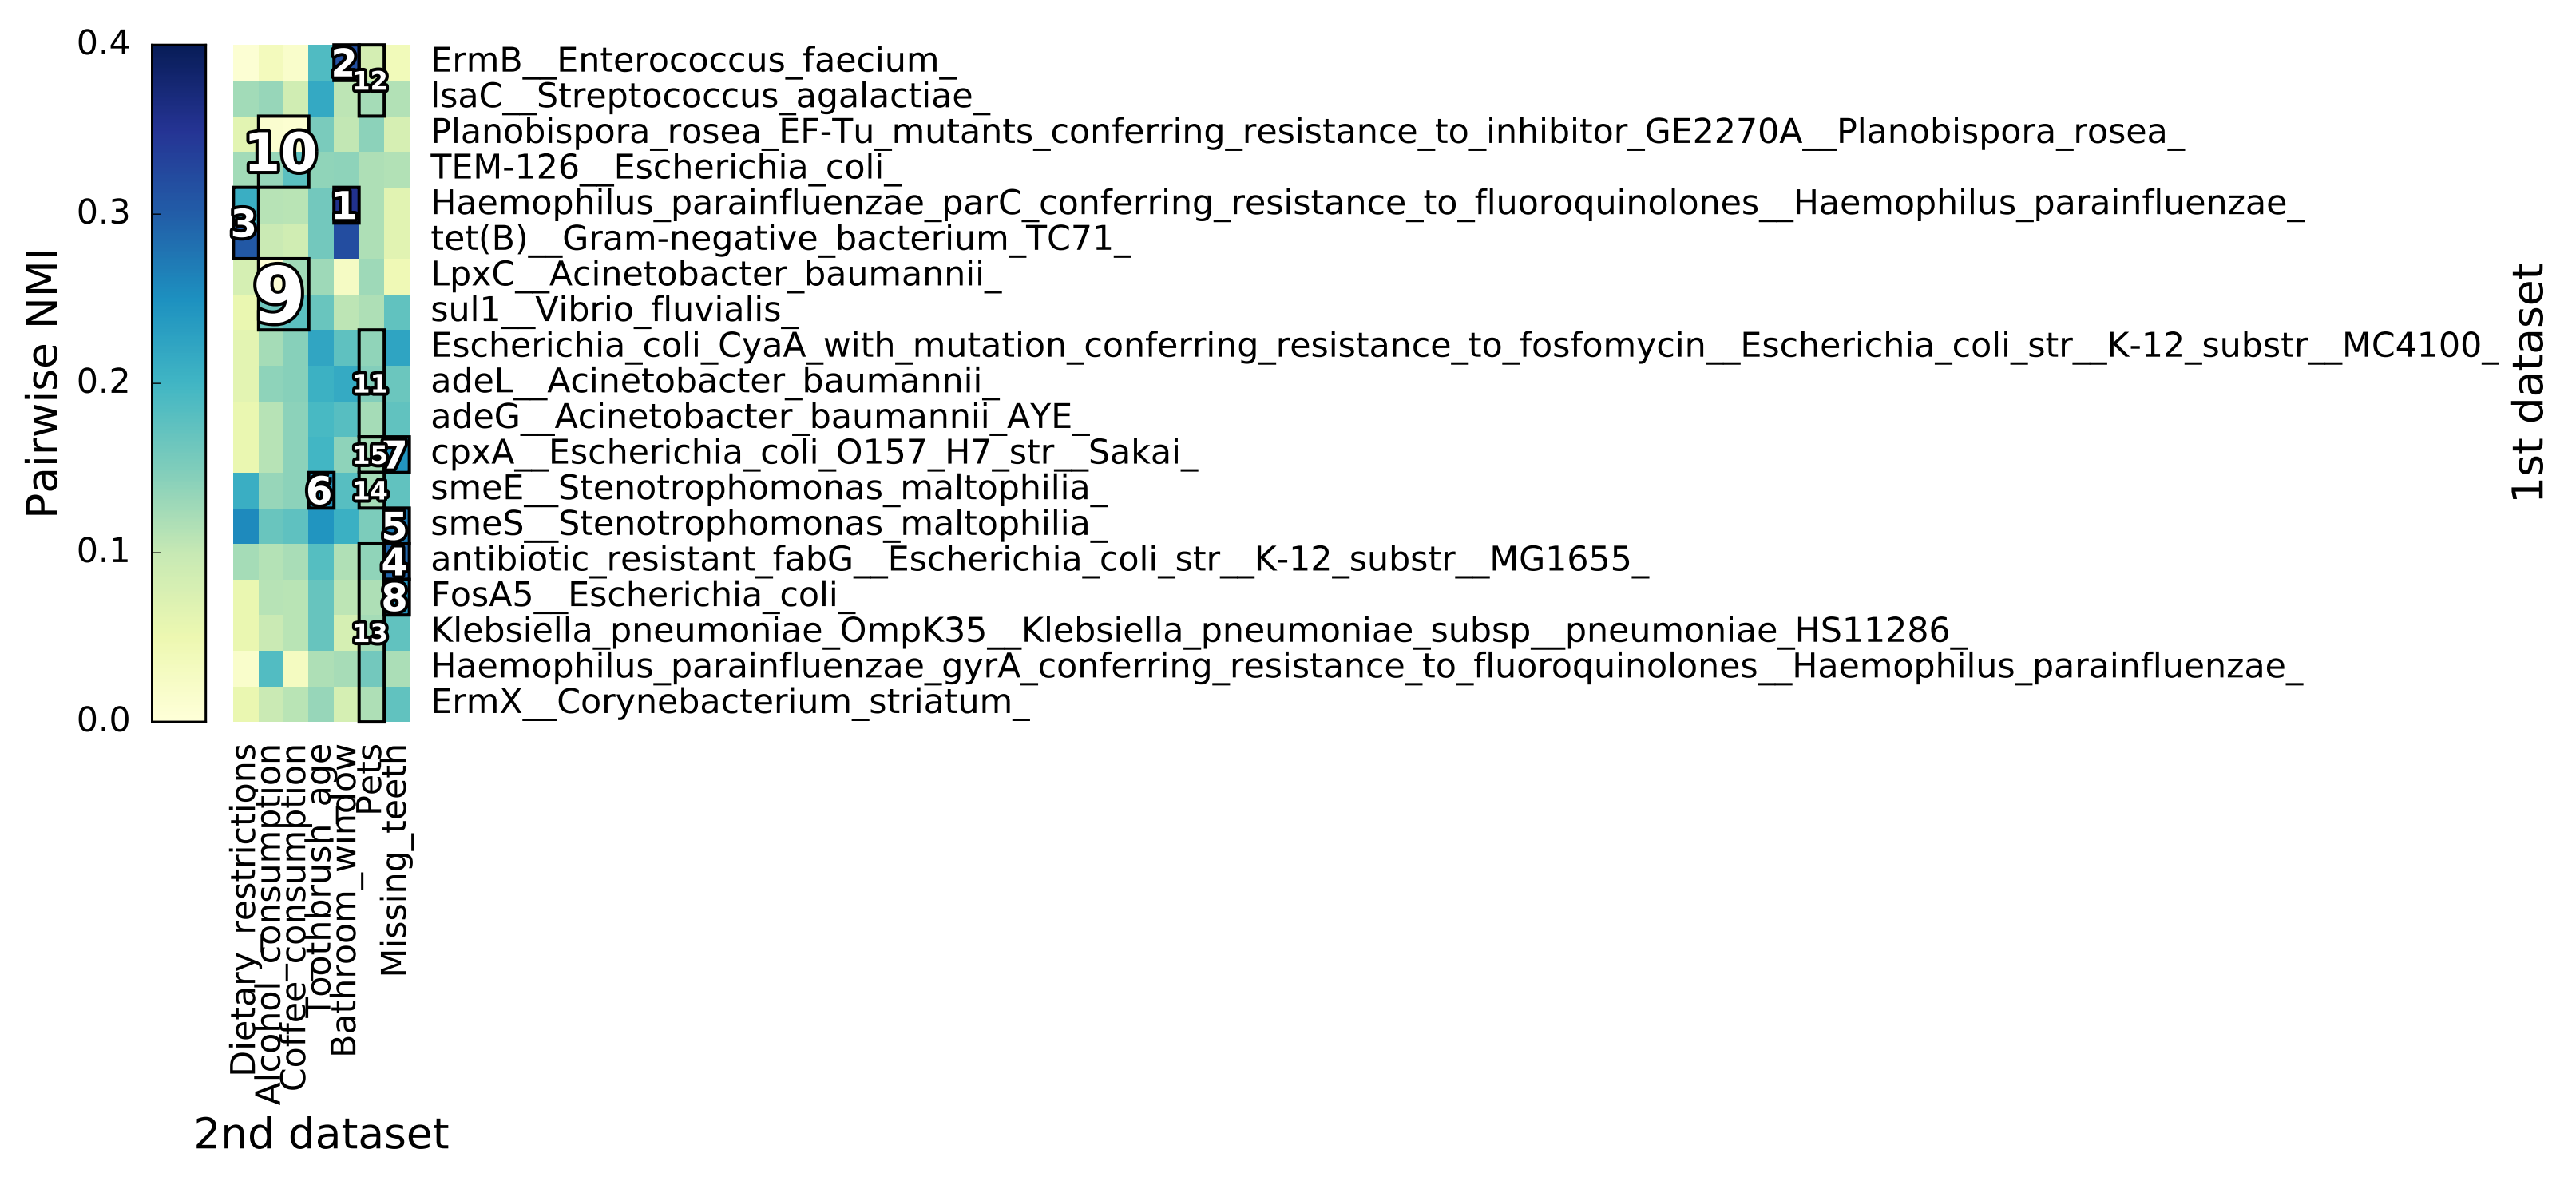 0.4
0.3
0.2
0.1
0.0
Pairwise NMI
2
12
10
3
1
9
11
15
7
6
14
5
4
8
13
ErmB__Enterococcus_faecium_
lsaC__Streptococcus_agalactiae_
Planobispora_rosea_EF-Tu_mutants_conferring_resistance_to_inhibitor_GE2270A__Planobispora_rosea_
TEM-126__Escherichia_coli_
Haemophilus_parainfluenzae_parC_conferring_resistance_to_fluoroquinolones__Haemophilus_parainfluenzae_
tet(B)__Gram-negative_bacterium_TC71_
LpxC__Acinetobacter_baumannii_
sul1__Vibrio_fluvialis_
Escherichia_coli_CyaA_with_mutation_conferring_resistance_to_fosfomycin__Escherichia_coli_str__K-12_substr__MC4100_
adeL__Acinetobacter_baumannii_
adeG__Acinetobacter_baumannii_AYE_
cpxA__Escherichia_coli_O157_H7_str__Sakai_
smeE__Stenotrophomonas_maltophilia_
smeS__Stenotrophomonas_maltophilia_
antibiotic_resistant_fabG__Escherichia_coli_str__K-12_substr__MG1655_
FosA5__Escherichia_coli_
Klebsiella_pneumoniae_OmpK35__Klebsiella_pneumoniae_subsp__pneumoniae_HS11286_
Haemophilus_parainfluenzae_gyrA_conferring_resistance_to_fluoroquinolones__Haemophilus_parainfluenzae_
ErmX__Corynebacterium_striatum_
1st dataset
Dietary_restrictions
Alcohol_consumption
Coffee_consumption
Toothbrush_age
Bathroom_window
Pets
Missing_teeth
2nd dataset